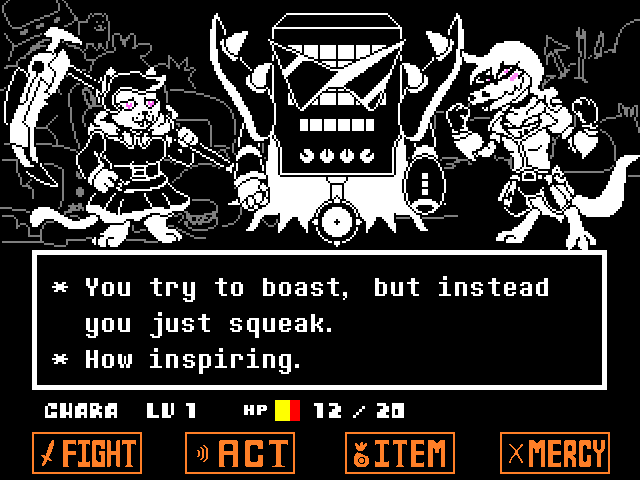 * You try to boast, but instead
you just squeak.
* How inspiring.
CHARA LV 1 HP 12 / 20
FIGHT ACT ITEM MERCY